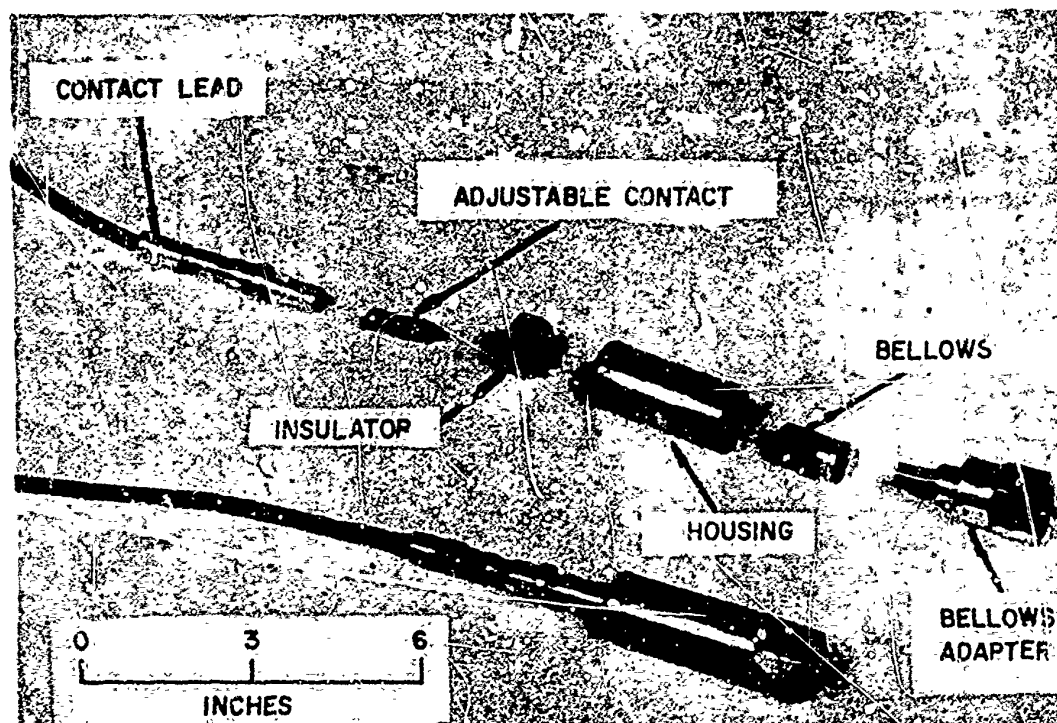 CONTACT LEAD
ADJUSTABLE CONTACT
BELLOWS
INSULATOR
HOUSING
BELLOWS
ADAPTER
0 3 6
INCHES